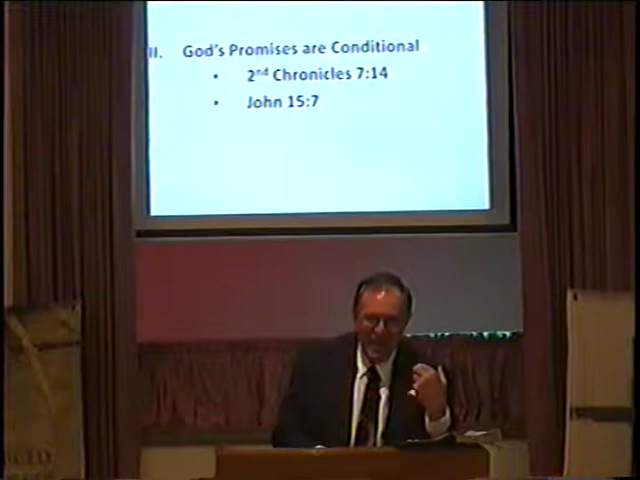 II. God's Promises are Conditional
• 2nd Chronicles 7:14
• John 15:7